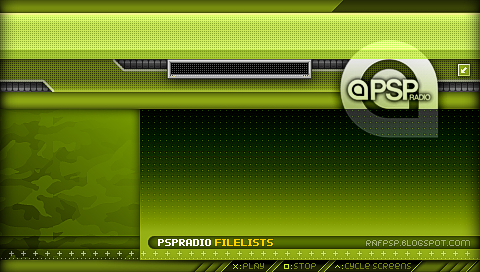 @PSP
RADIO
PSPRADIO FILELISTS
RAFPSP.BLOGSPOT.COM
X:PLAY
O:STOP
^:CYCLE SCREENS